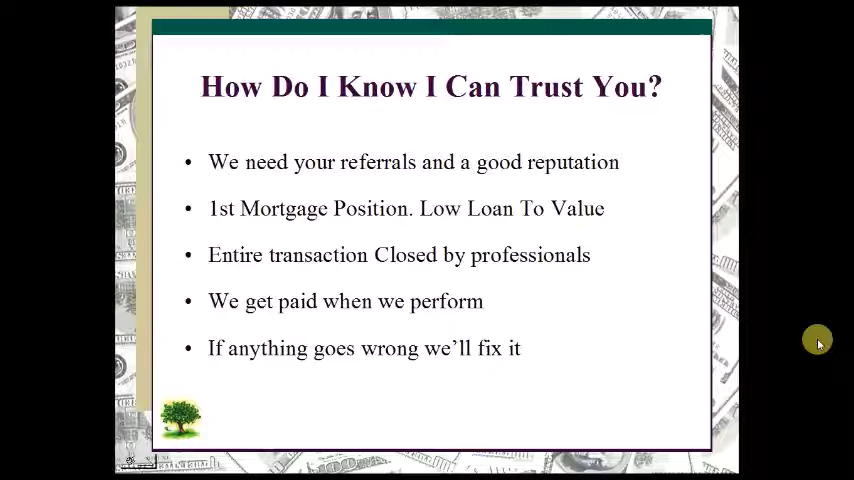 How Do I Know I Can Trust You?
• We need your referrals and a good reputation
• 1st Mortgage Position. Low Loan To Value
• Entire transaction Closed by professionals
• We get paid when we perform
• If anything goes wrong we’ll fix it